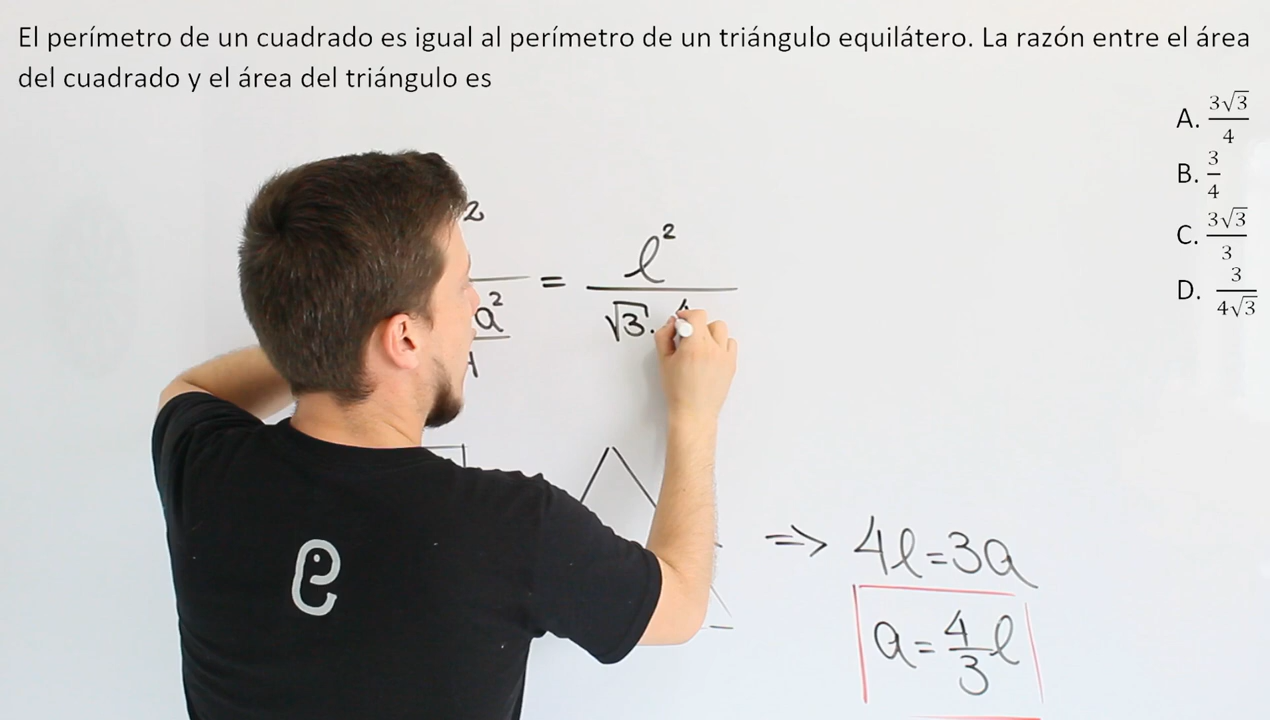 El perímetro de un cuadrado es igual al perímetro de un triángulo equilátero. La razón entre el área
del cuadrado y el área del triángulo es
A. 3√3/4
B. 3/4
C. 3√3/3
D. 3/4√3
2
= l²
a²
√3.
⇒ 4l=3a
a=4/3 l